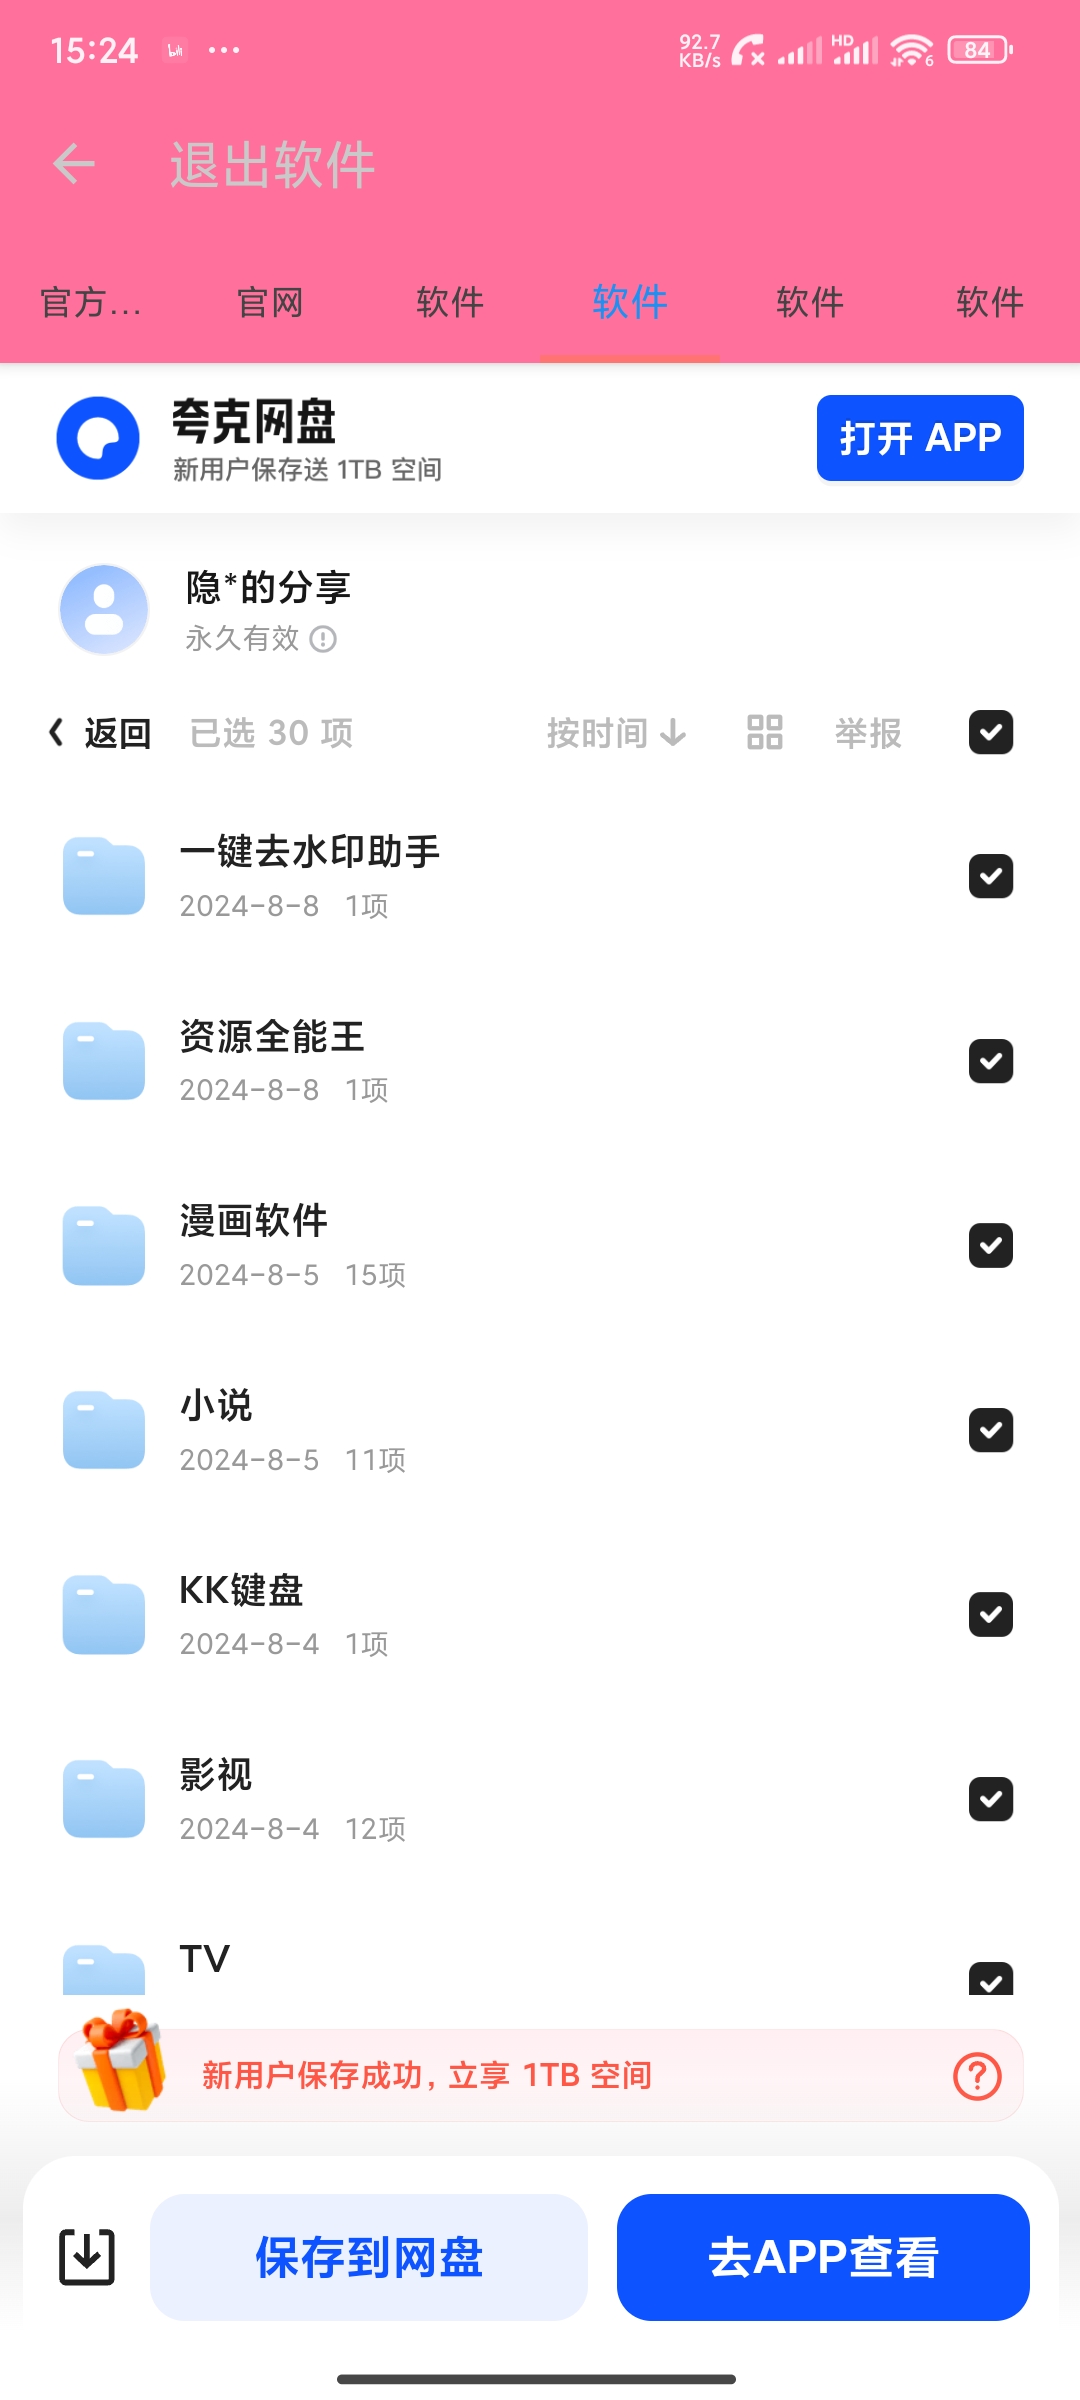 15:24
92.7
KB/s
HD
6
84
退出软件
官方...
官网
软件
软件
软件
软件
夸克网盘
新用户保存送 1TB 空间
打开 APP
隐*的分享
永久有效
返回
已选 30 项
按时间
举报
一键去水印助手
2024-8-8 1项
资源全能王
2024-8-8 1项
漫画软件
2024-8-5 15项
小说
2024-8-5 11项
KK键盘
2024-8-4 1项
影视
2024-8-4 12项
TV
新用户保存成功，立享 1TB 空间
保存到网盘
去APP查看